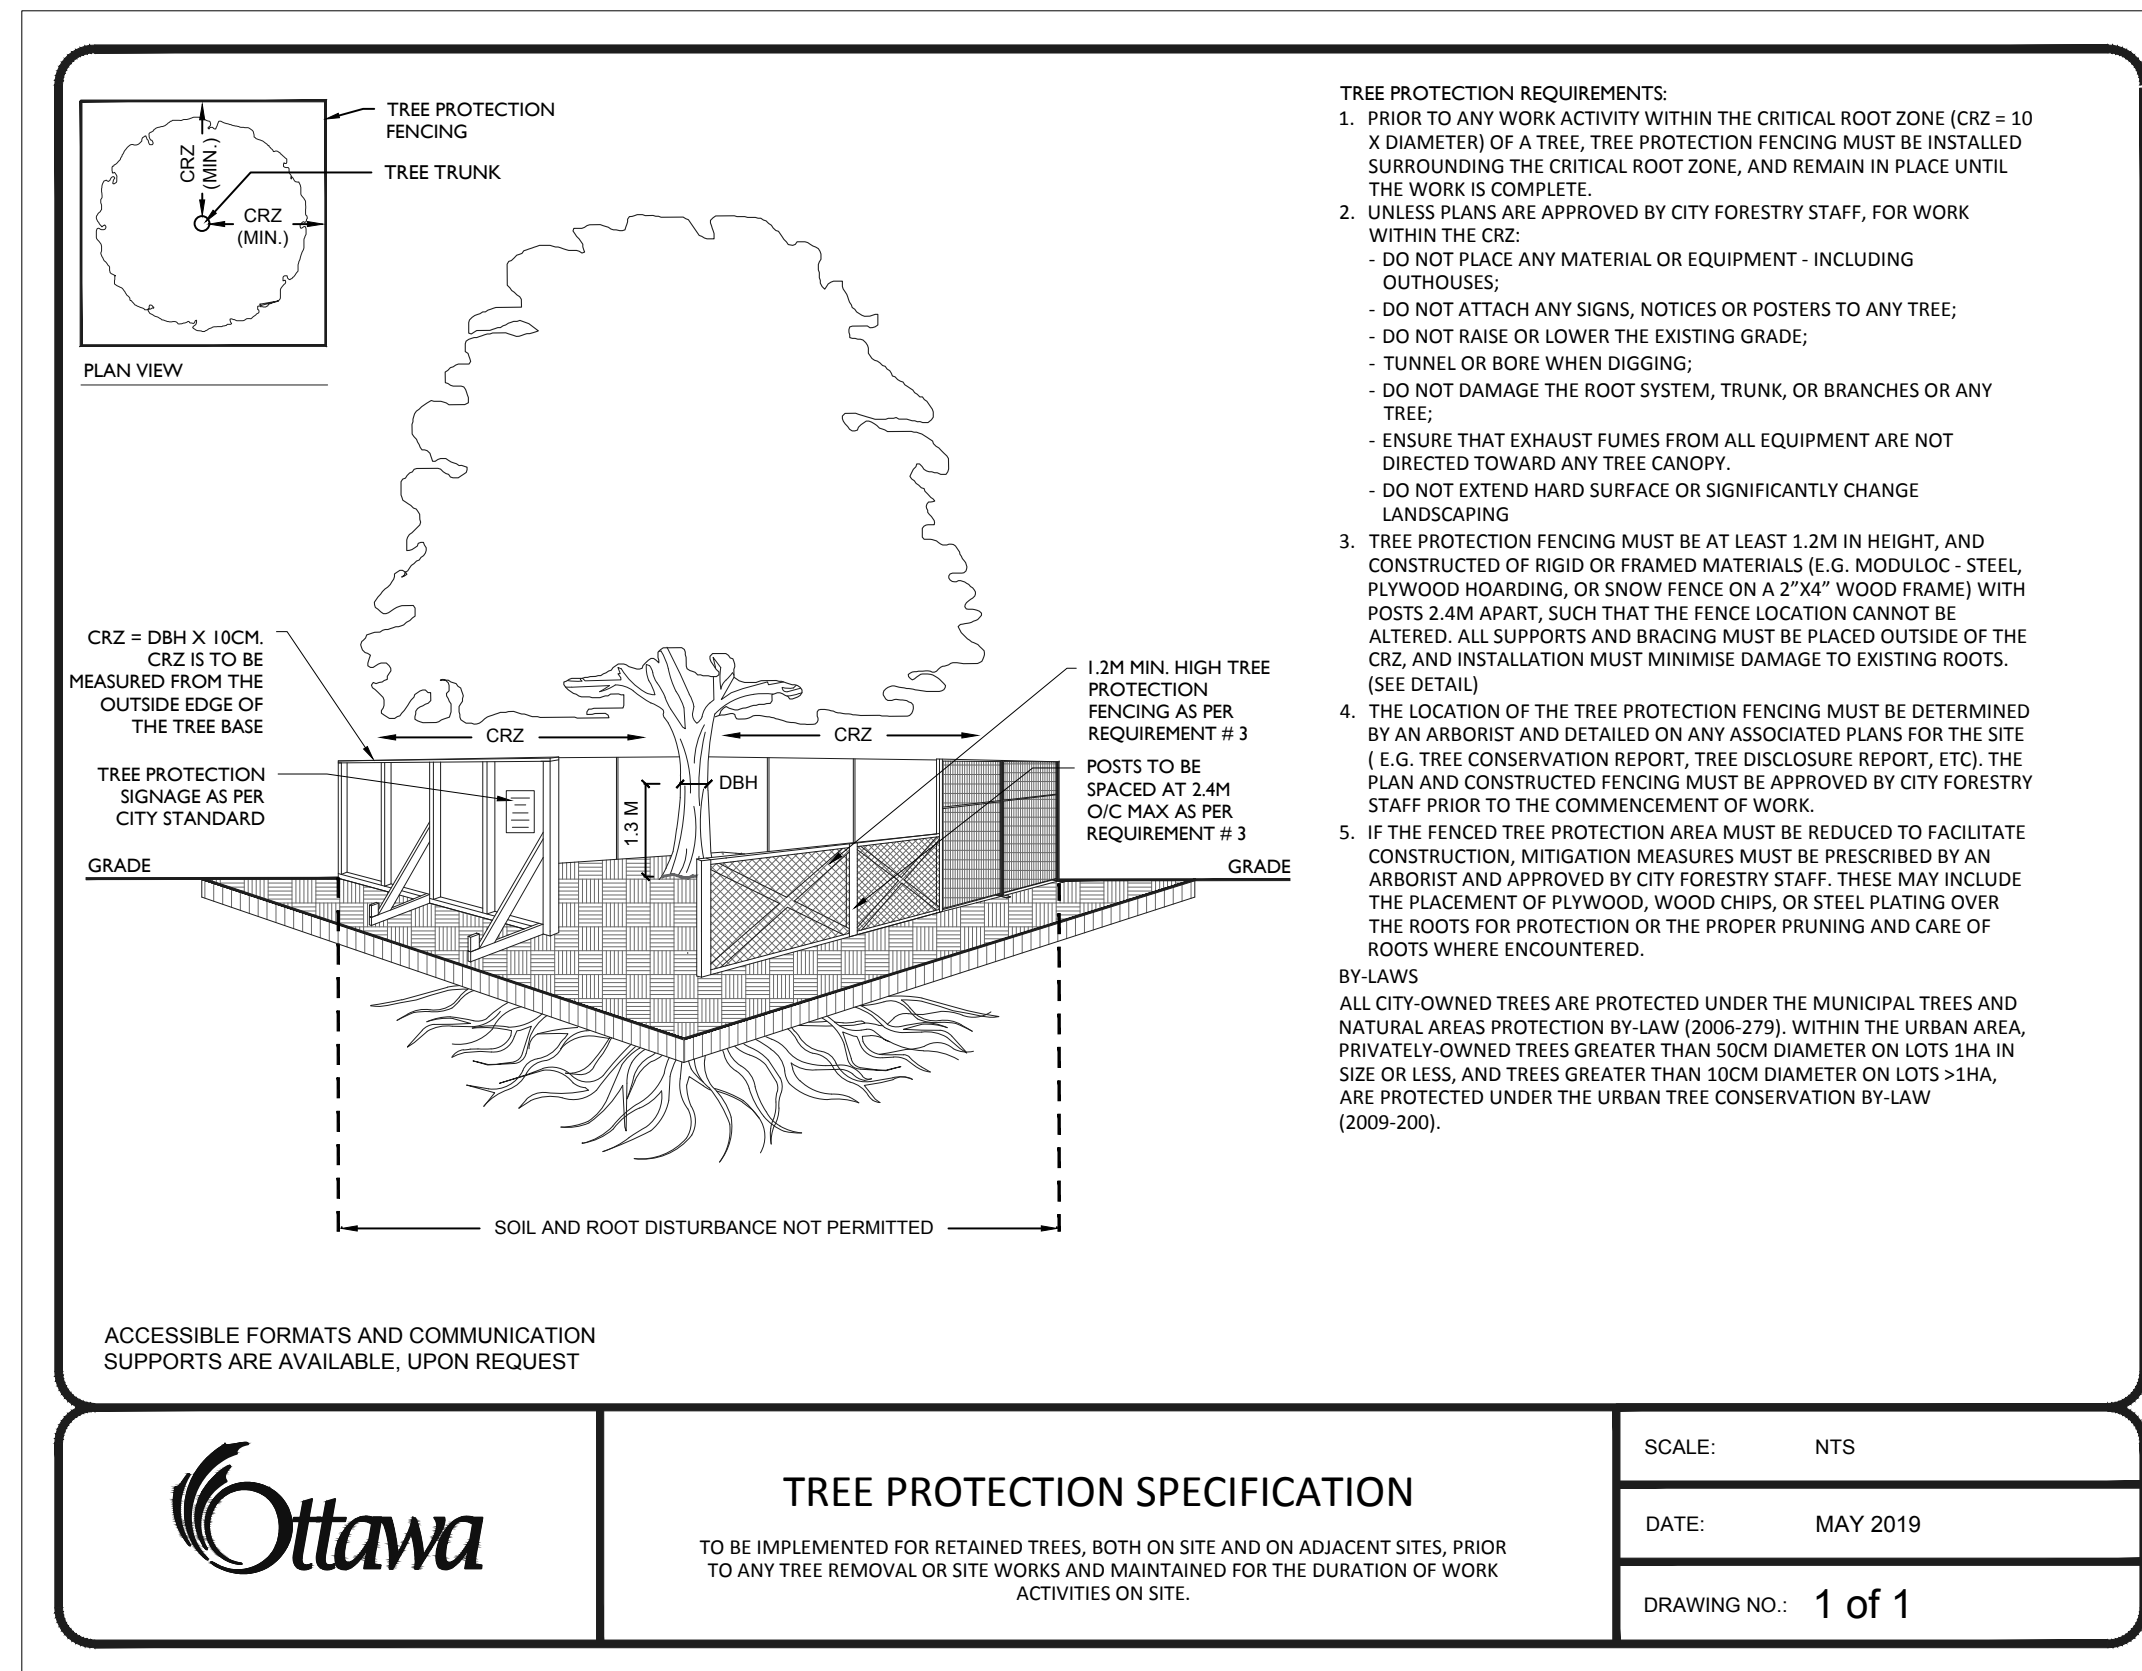 TREE PROTECTION
FENCING
TREE TRUNK
CRZ
(MIN.)
CRZ
(MIN.)
PLAN VIEW
CRZ = DBH X 10CM.
CRZ IS TO BE
MEASURED FROM THE
OUTSIDE EDGE OF
THE TREE BASE
TREE PROTECTION
SIGNAGE AS PER
CITY STANDARD
GRADE
CRZ
CRZ
DBH
1.3 M
1.2M MIN. HIGH TREE
PROTECTION
FENCING AS PER
REQUIREMENT # 3
POSTS TO BE
SPACED AT 2.4M
O/C MAX AS PER
REQUIREMENT # 3
GRADE
SOIL AND ROOT DISTURBANCE NOT PERMITTED
ACCESSIBLE FORMATS AND COMMUNICATION
SUPPORTS ARE AVAILABLE, UPON REQUEST
TREE PROTECTION REQUIREMENTS:
1. PRIOR TO ANY WORK ACTIVITY WITHIN THE CRITICAL ROOT ZONE (CRZ = 10
X DIAMETER) OF A TREE, TREE PROTECTION FENCING MUST BE INSTALLED
SURROUNDING THE CRITICAL ROOT ZONE, AND REMAIN IN PLACE UNTIL
THE WORK IS COMPLETE.
2. UNLESS PLANS ARE APPROVED BY CITY FORESTRY STAFF, FOR WORK
WITHIN THE CRZ:
- DO NOT PLACE ANY MATERIAL OR EQUIPMENT - INCLUDING
OUTHOUSES;
- DO NOT ATTACH ANY SIGNS, NOTICES OR POSTERS TO ANY TREE;
- DO NOT RAISE OR LOWER THE EXISTING GRADE;
- TUNNEL OR BORE WHEN DIGGING;
- DO NOT DAMAGE THE ROOT SYSTEM, TRUNK, OR BRANCHES OR ANY
TREE;
- ENSURE THAT EXHAUST FUMES FROM ALL EQUIPMENT ARE NOT
DIRECTED TOWARD ANY TREE CANOPY.
- DO NOT EXTEND HARD SURFACE OR SIGNIFICANTLY CHANGE
LANDSCAPING
3. TREE PROTECTION FENCING MUST BE AT LEAST 1.2M IN HEIGHT, AND
CONSTRUCTED OF RIGID OR FRAMED MATERIALS (E.G. MODULOC - STEEL,
PLYWOOD HOARDING, OR SNOW FENCE ON A 2”X4” WOOD FRAME) WITH
POSTS 2.4M APART, SUCH THAT THE FENCE LOCATION CANNOT BE
ALTERED. ALL SUPPORTS AND BRACING MUST BE PLACED OUTSIDE OF THE
CRZ, AND INSTALLATION MUST MINIMISE DAMAGE TO EXISTING ROOTS.
(SEE DETAIL)
4. THE LOCATION OF THE TREE PROTECTION FENCING MUST BE DETERMINED
BY AN ARBORIST AND DETAILED ON ANY ASSOCIATED PLANS FOR THE SITE
( E.G. TREE CONSERVATION REPORT, TREE DISCLOSURE REPORT, ETC). THE
PLAN AND CONSTRUCTED FENCING MUST BE APPROVED BY CITY FORESTRY
STAFF PRIOR TO THE COMMENCEMENT OF WORK.
5. IF THE FENCED TREE PROTECTION AREA MUST BE REDUCED TO FACILITATE
CONSTRUCTION, MITIGATION MEASURES MUST BE PRESCRIBED BY AN
ARBORIST AND APPROVED BY CITY FORESTRY STAFF. THESE MAY INCLUDE
THE PLACEMENT OF PLYWOOD, WOOD CHIPS, OR STEEL PLATING OVER
THE ROOTS FOR PROTECTION OR THE PROPER PRUNING AND CARE OF
ROOTS WHERE ENCOUNTERED.
BY-LAWS
ALL CITY-OWNED TREES ARE PROTECTED UNDER THE MUNICIPAL TREES AND
NATURAL AREAS PROTECTION BY-LAW (2006-279). WITHIN THE URBAN AREA,
PRIVATELY-OWNED TREES GREATER THAN 50CM DIAMETER ON LOTS 1HA IN
SIZE OR LESS, AND TREES GREATER THAN 10CM DIAMETER ON LOTS >1HA,
ARE PROTECTED UNDER THE URBAN TREE CONSERVATION BY-LAW
(2009-200).
Ottawa
TREE PROTECTION SPECIFICATION
TO BE IMPLEMENTED FOR RETAINED TREES, BOTH ON SITE AND ON ADJACENT SITES, PRIOR
TO ANY TREE REMOVAL OR SITE WORKS AND MAINTAINED FOR THE DURATION OF WORK
ACTIVITIES ON SITE.
SCALE: NTS
DATE: MAY 2019
DRAWING NO.: 1 of 1